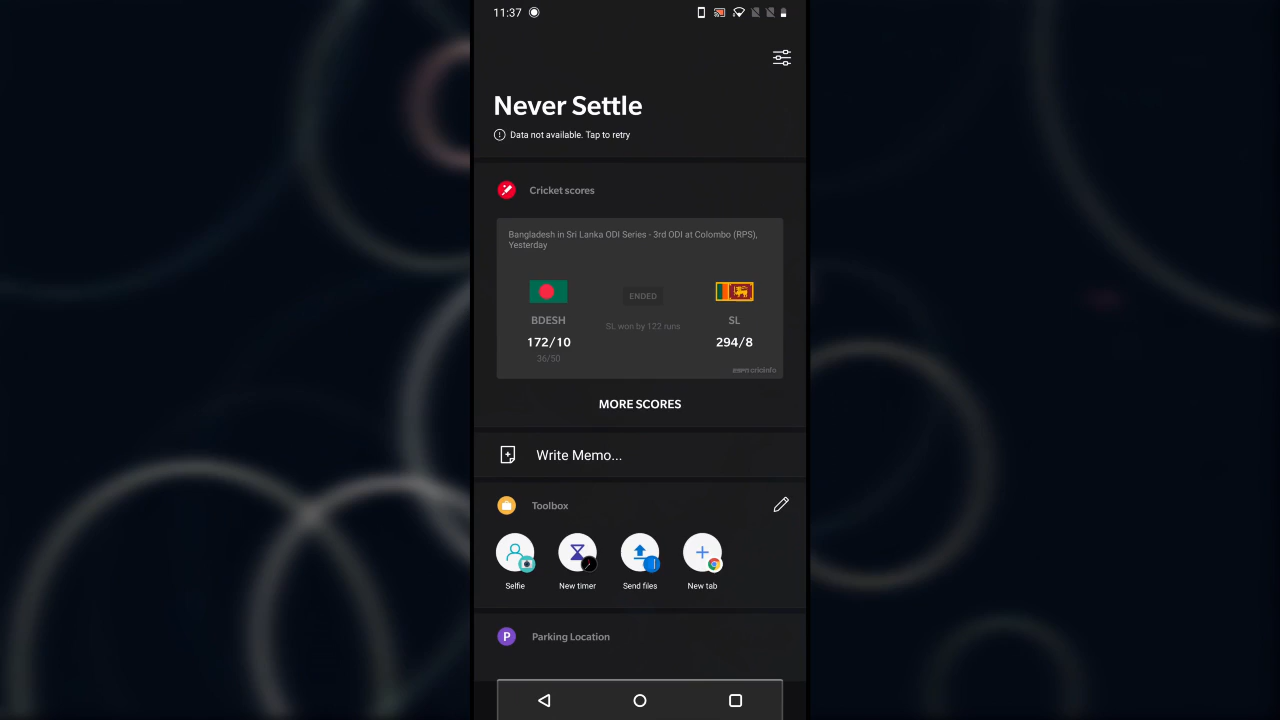 11:37
Never Settle
Data not available. Tap to retry
Cricket scores
Bangladesh in Sri Lanka ODI Series - 3rd ODI at Colombo (RPS),
Yesterday
ENDED
BDESH
SL won by 122 runs
SL
172/10
294/8
36/50
ESPN cricinfo
MORE SCORES
Write Memo...
Toolbox
Selfie
New timer
Send files
New tab
P
Parking Location